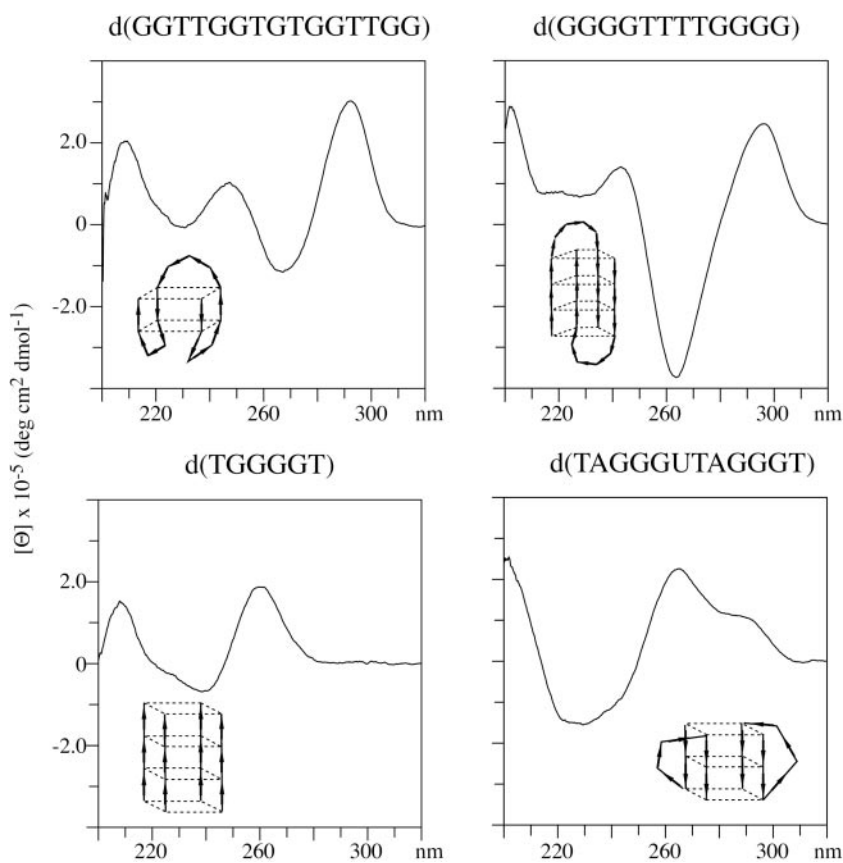 d(GGTTGGTGTGGTTGG)
d(GGGGTTTTGGGG)
2.0
0
-2.0
220
260
300
nm
220
260
300
nm
[Θ] x 10-5 (deg cm2 dmol-1)
d(TGGGGT)
d(TAGGGUTAGGGT)
2.0
0
-2.0
220
260
300
nm
220
260
300
nm